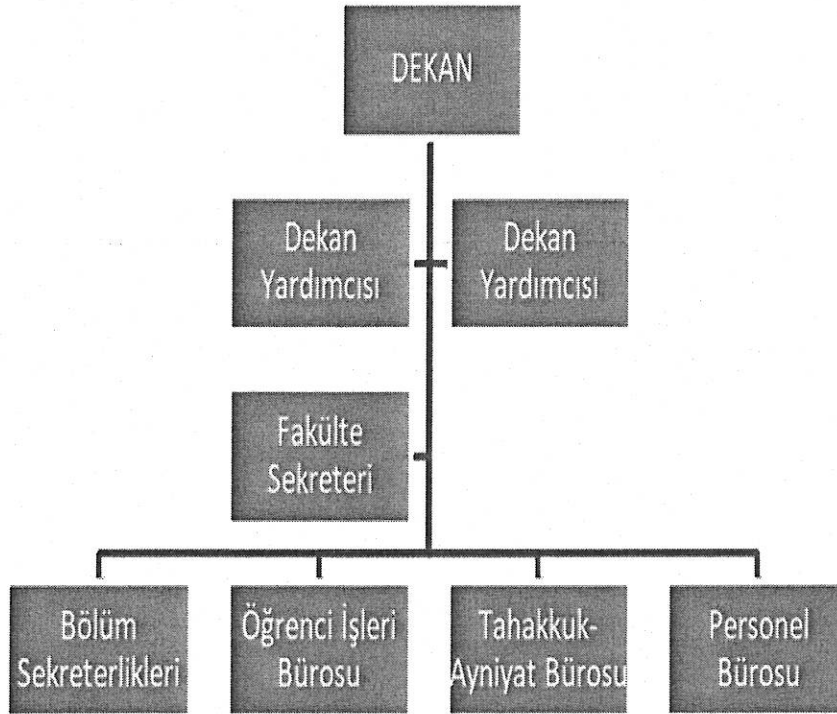 DEKAN
Dekan
Yardımcısı
Dekan
Yardımcısı
Fakülte
Sekreteri
Bölüm
Sekreterlikleri
Öğrenci İşleri
Bürosu
Tahakkuk-
Ayniyat Bürosu
Personel
Bürosu